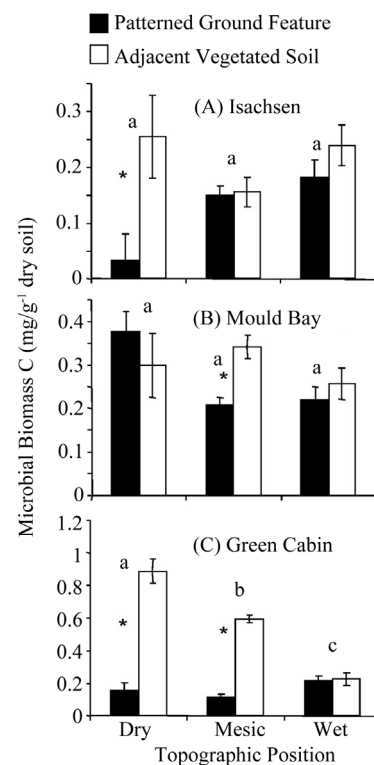 Patterned Ground Feature
Adjacent Vegetated Soil
Microbial Biomass C (mg/g⁻¹ dry soil)
(A) Isachsen
0.3
0.2
0.1
0
a
*
a
a
(B) Mould Bay
0.4
0.3
0.2
0.1
0
a
a
*
a
(C) Green Cabin
1.2
1
0.8
0.6
0.4
0.2
0
a
*
b
*
c
Dry Mesic Wet
Topographic Position